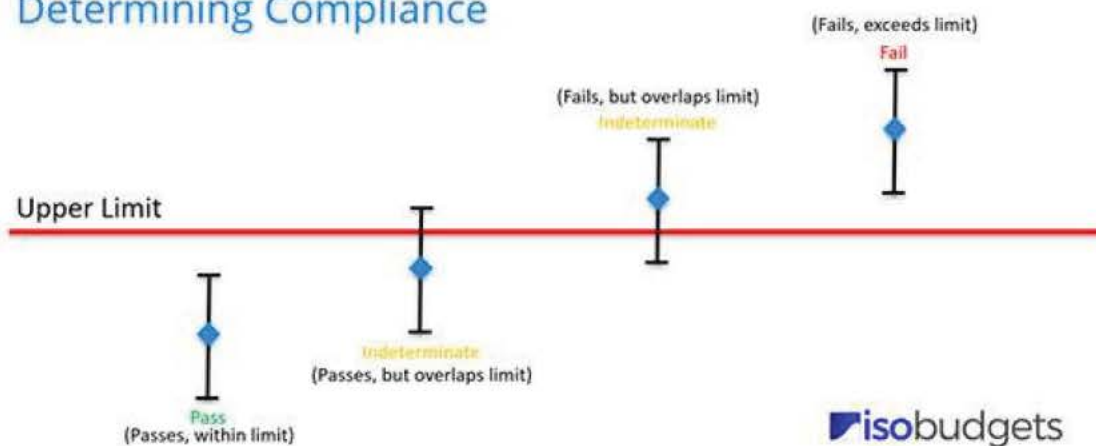 Determining Compliance
(Fails, exceeds limit)
Fail
(Fails, but overlaps limit)
Indeterminate
Upper Limit
Indeterminate
(Passes, but overlaps limit)
Pass
(Passes, within limit)
isobudgets